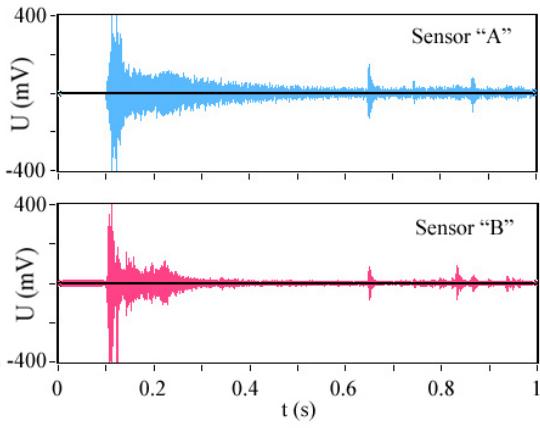 400
Sensor “A”
U (mV)
-400
400
Sensor “B”
U (mV)
-400
0 0.2 0.4 0.6 0.8 1
t (s)